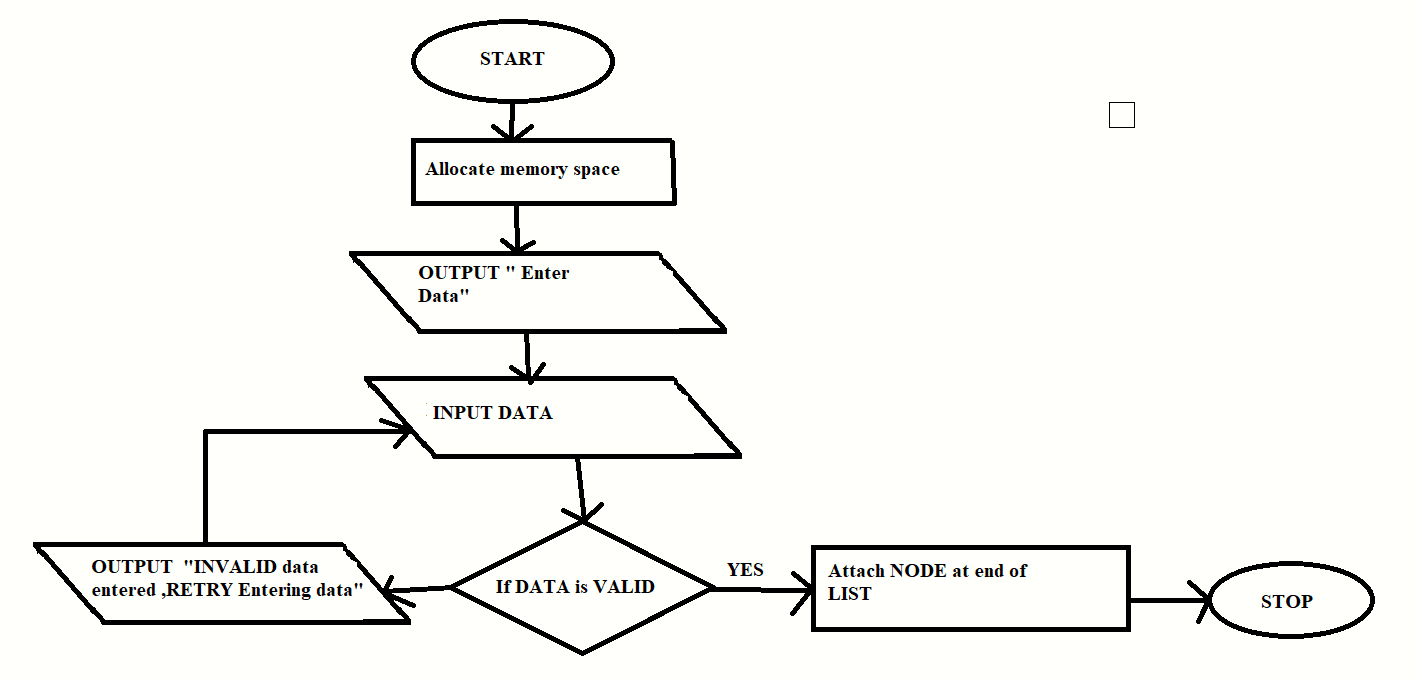 START
Allocate memory space
OUTPUT " Enter
Data"
INPUT DATA
OUTPUT "INVALID data
entered ,RETRY Entering data"
If DATA is VALID
YES
Attach NODE at end of
LIST
STOP